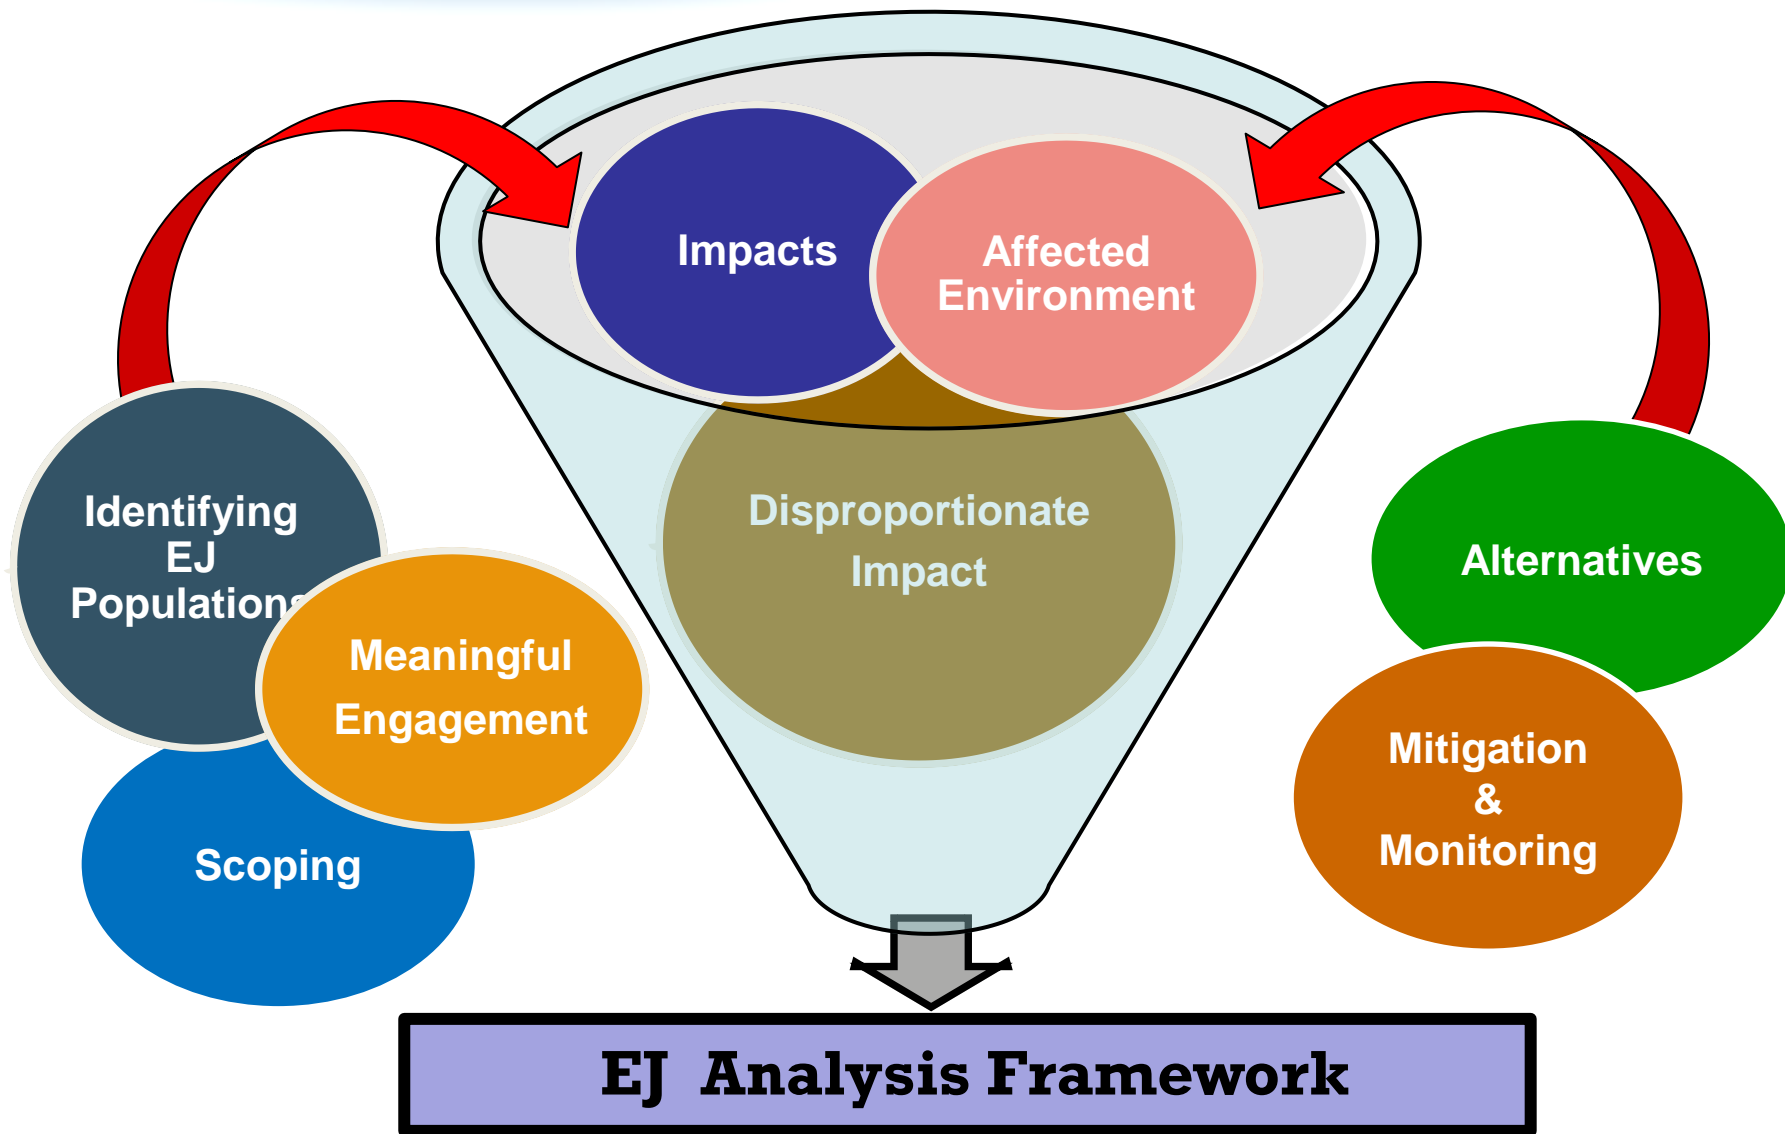 Impacts
Affected
Environment
Disproportionate
Impact
Identifying
EJ
Populations
Meaningful
Engagement
Scoping
Alternatives
Mitigation
&
Monitoring
EJ Analysis Framework